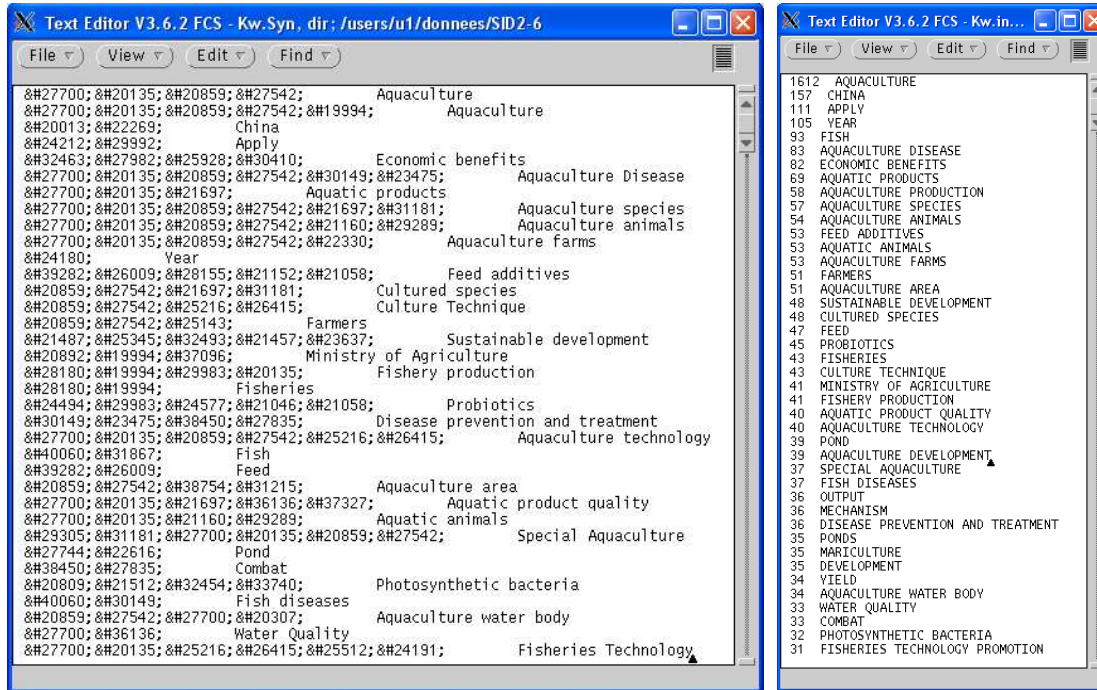 Text Editor V3.6.2 FCS - Kw.Syn, dir; /users/u1/donnees/SID2-6
File View Edit Find
&#27700;&#20135;&#20859;&#27542; Aquaculture
&#27700;&#20135;&#20859;&#27542;&#19994; Aquaculture
&#20013;&#22269; China
&#24212;&#29992; Apply
&#32463;&#27982;&#25928;&#30410; Economic benefits
&#27700;&#20135;&#20859;&#27542;&#30149;&#23475; Aquaculture Disease
&#27700;&#20135;&#21697; Aquatic products
&#27700;&#20135;&#20859;&#27542;&#21697;&#31181; Aquaculture species
&#27700;&#20135;&#20859;&#27542;&#21160;&#29289; Aquaculture animals
&#27700;&#20135;&#20859;&#27542;&#22330; Aquaculture farms
&#24180; Year
&#39282;&#26009;&#28155;&#21152;&#21058; Feed additives
&#20859;&#27542;&#21697;&#31181; Cultured species
&#20859;&#27542;&#25216;&#26415; Culture Technique
&#20859;&#27542;&#25143; Farmers
&#21487;&#25345;&#32493;&#21457;&#23637; Sustainable development
&#20892;&#19994;&#37096; Ministry of Agriculture
&#28180;&#19994;&#29983;&#20135; Fishery production
&#28180;&#19994; Fisheries
&#24494;&#29983;&#24577;&#21046;&#21058; Probiotics
&#30149;&#23475;&#38450;&#27835; Disease prevention and treatment
&#27700;&#20135;&#20859;&#27542;&#25216;&#26415; Aquaculture technology
&#40060;&#31867; Fish
&#39282;&#26009; Feed
&#20859;&#27542;&#38754;&#31215; Aquaculture area
&#27700;&#20135;&#21697;&#36136;&#37327; Aquatic product quality
&#27700;&#20135;&#21160;&#29289; Aquatic animals
&#29305;&#31181;&#27700;&#20135;&#20859;&#27542; Special Aquaculture
&#27744;&#22616; Pond
&#38450;&#27835; Combat
&#20809;&#21512;&#32454;&#33740; Photosynthetic bacteria
&#40060;&#30149; Fish diseases
&#20859;&#27542;&#27700;&#20307; Aquaculture water body
&#27700;&#36136; Water Quality
&#27700;&#20135;&#25216;&#26415;&#25512;&#24191; Fisheries Technology
Text Editor V3.6.2 FCS - Kw.in...
File View Edit Find
1612 AQUACULTURE
157 CHINA
111 APPLY
105 YEAR
93 FISH
83 AQUACULTURE DISEASE
82 ECONOMIC BENEFITS
69 AQUATIC PRODUCTS
58 AQUACULTURE PRODUCTION
57 AQUACULTURE SPECIES
54 AQUACULTURE ANIMALS
53 FEED ADDITIVES
53 AQUATIC ANIMALS
53 AQUACULTURE FARMS
51 FARMERS
51 AQUACULTURE AREA
48 SUSTAINABLE DEVELOPMENT
48 CULTURED SPECIES
47 FEED
45 PROBIOTICS
43 FISHERIES
43 CULTURE TECHNIQUE
41 MINISTRY OF AGRICULTURE
41 FISHERY PRODUCTION
40 AQUATIC PRODUCT QUALITY
40 AQUACULTURE TECHNOLOGY
39 POND
39 AQUACULTURE DEVELOPMENT
37 SPECIAL AQUACULTURE
37 FISH DISEASES
36 OUTPUT
36 MECHANISM
36 DISEASE PREVENTION AND TREATMENT
35 PONDS
35 MARICULTURE
35 DEVELOPMENT
34 YIELD
34 AQUACULTURE WATER BODY
33 WATER QUALITY
33 COMBAT
32 PHOTOSYNTHETIC BACTERIA
31 FISHERIES TECHNOLOGY PROMOTION